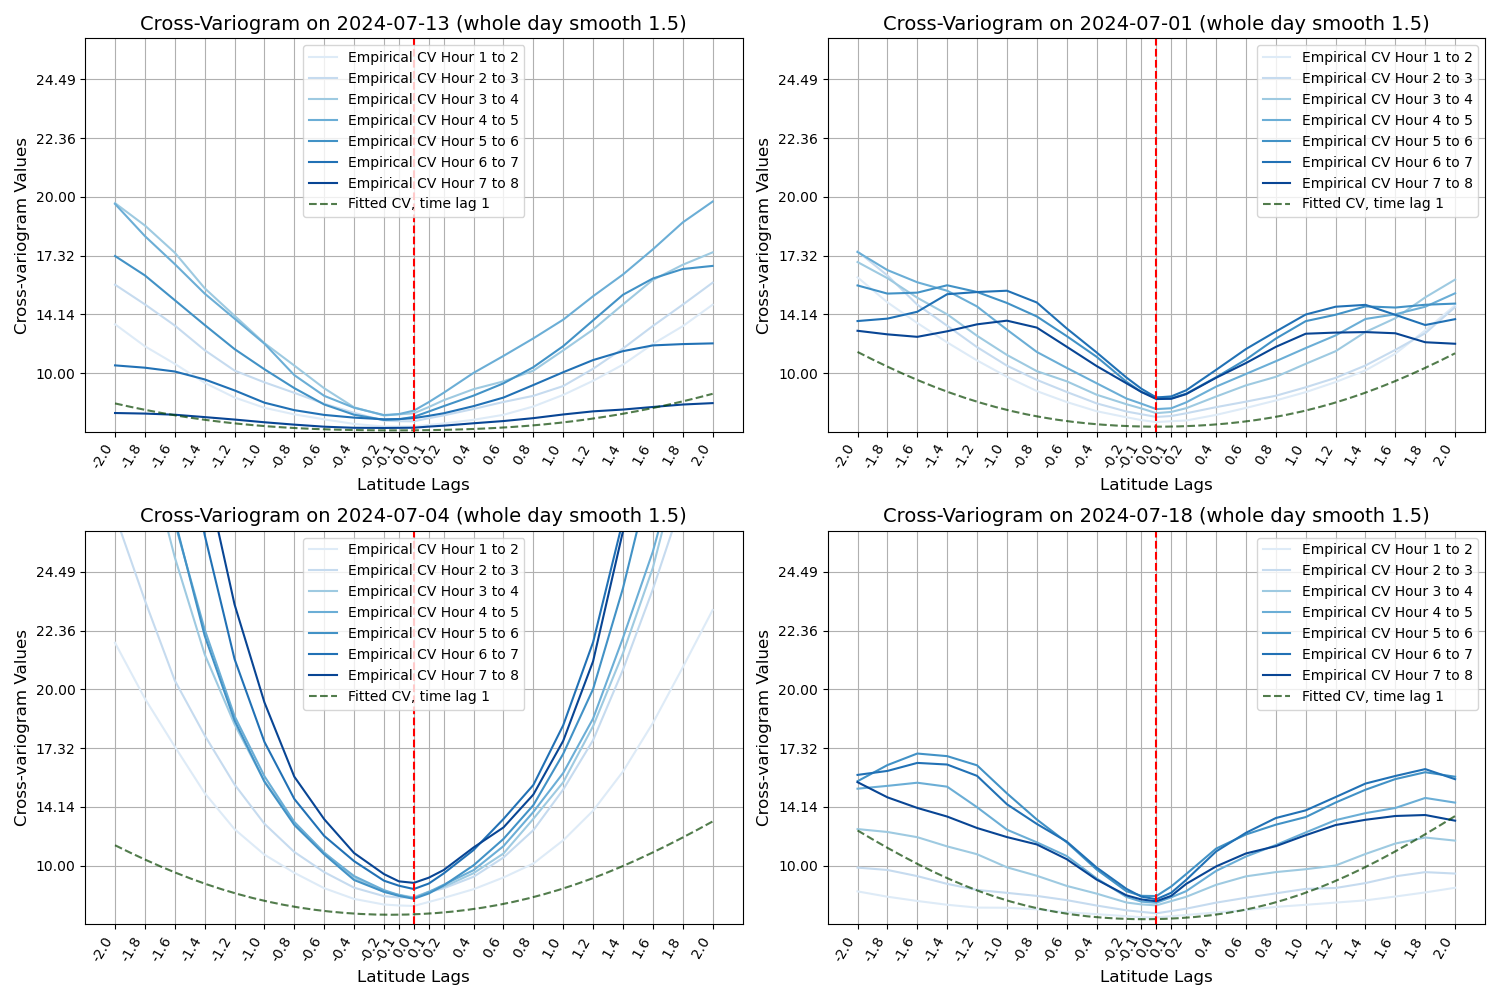 Cross-Variogram on 2024-07-13 (whole day smooth 1.5)
Cross-variogram Values
24.49
22.36
20.00
17.32
14.14
10.00
Empirical CV Hour 1 to 2
Empirical CV Hour 2 to 3
Empirical CV Hour 3 to 4
Empirical CV Hour 4 to 5
Empirical CV Hour 5 to 6
Empirical CV Hour 6 to 7
Empirical CV Hour 7 to 8
Fitted CV, time lag 1
-2.0 -1.8 -1.6 -1.4 -1.2 -1.0 -0.8 -0.6 -0.4 -0.2 -0.1 0.0 0.1 0.2 0.4 0.6 0.8 1.0 1.2 1.4 1.6 1.8 2.0
Latitude Lags
Cross-Variogram on 2024-07-01 (whole day smooth 1.5)
Cross-variogram Values
24.49
22.36
20.00
17.32
14.14
10.00
Empirical CV Hour 1 to 2
Empirical CV Hour 2 to 3
Empirical CV Hour 3 to 4
Empirical CV Hour 4 to 5
Empirical CV Hour 5 to 6
Empirical CV Hour 6 to 7
Empirical CV Hour 7 to 8
Fitted CV, time lag 1
-2.0 -1.8 -1.6 -1.4 -1.2 -1.0 -0.8 -0.6 -0.4 -0.2 -0.1 0.0 0.1 0.2 0.4 0.6 0.8 1.0 1.2 1.4 1.6 1.8 2.0
Latitude Lags
Cross-Variogram on 2024-07-04 (whole day smooth 1.5)
Cross-variogram Values
24.49
22.36
20.00
17.32
14.14
10.00
Empirical CV Hour 1 to 2
Empirical CV Hour 2 to 3
Empirical CV Hour 3 to 4
Empirical CV Hour 4 to 5
Empirical CV Hour 5 to 6
Empirical CV Hour 6 to 7
Empirical CV Hour 7 to 8
Fitted CV, time lag 1
-2.0 -1.8 -1.6 -1.4 -1.2 -1.0 -0.8 -0.6 -0.4 -0.2 -0.1 0.0 0.1 0.2 0.4 0.6 0.8 1.0 1.2 1.4 1.6 1.8 2.0
Latitude Lags
Cross-Variogram on 2024-07-18 (whole day smooth 1.5)
Cross-variogram Values
24.49
22.36
20.00
17.32
14.14
10.00
Empirical CV Hour 1 to 2
Empirical CV Hour 2 to 3
Empirical CV Hour 3 to 4
Empirical CV Hour 4 to 5
Empirical CV Hour 5 to 6
Empirical CV Hour 6 to 7
Empirical CV Hour 7 to 8
Fitted CV, time lag 1
-2.0 -1.8 -1.6 -1.4 -1.2 -1.0 -0.8 -0.6 -0.4 -0.2 -0.1 0.0 0.1 0.2 0.4 0.6 0.8 1.0 1.2 1.4 1.6 1.8 2.0
Latitude Lags